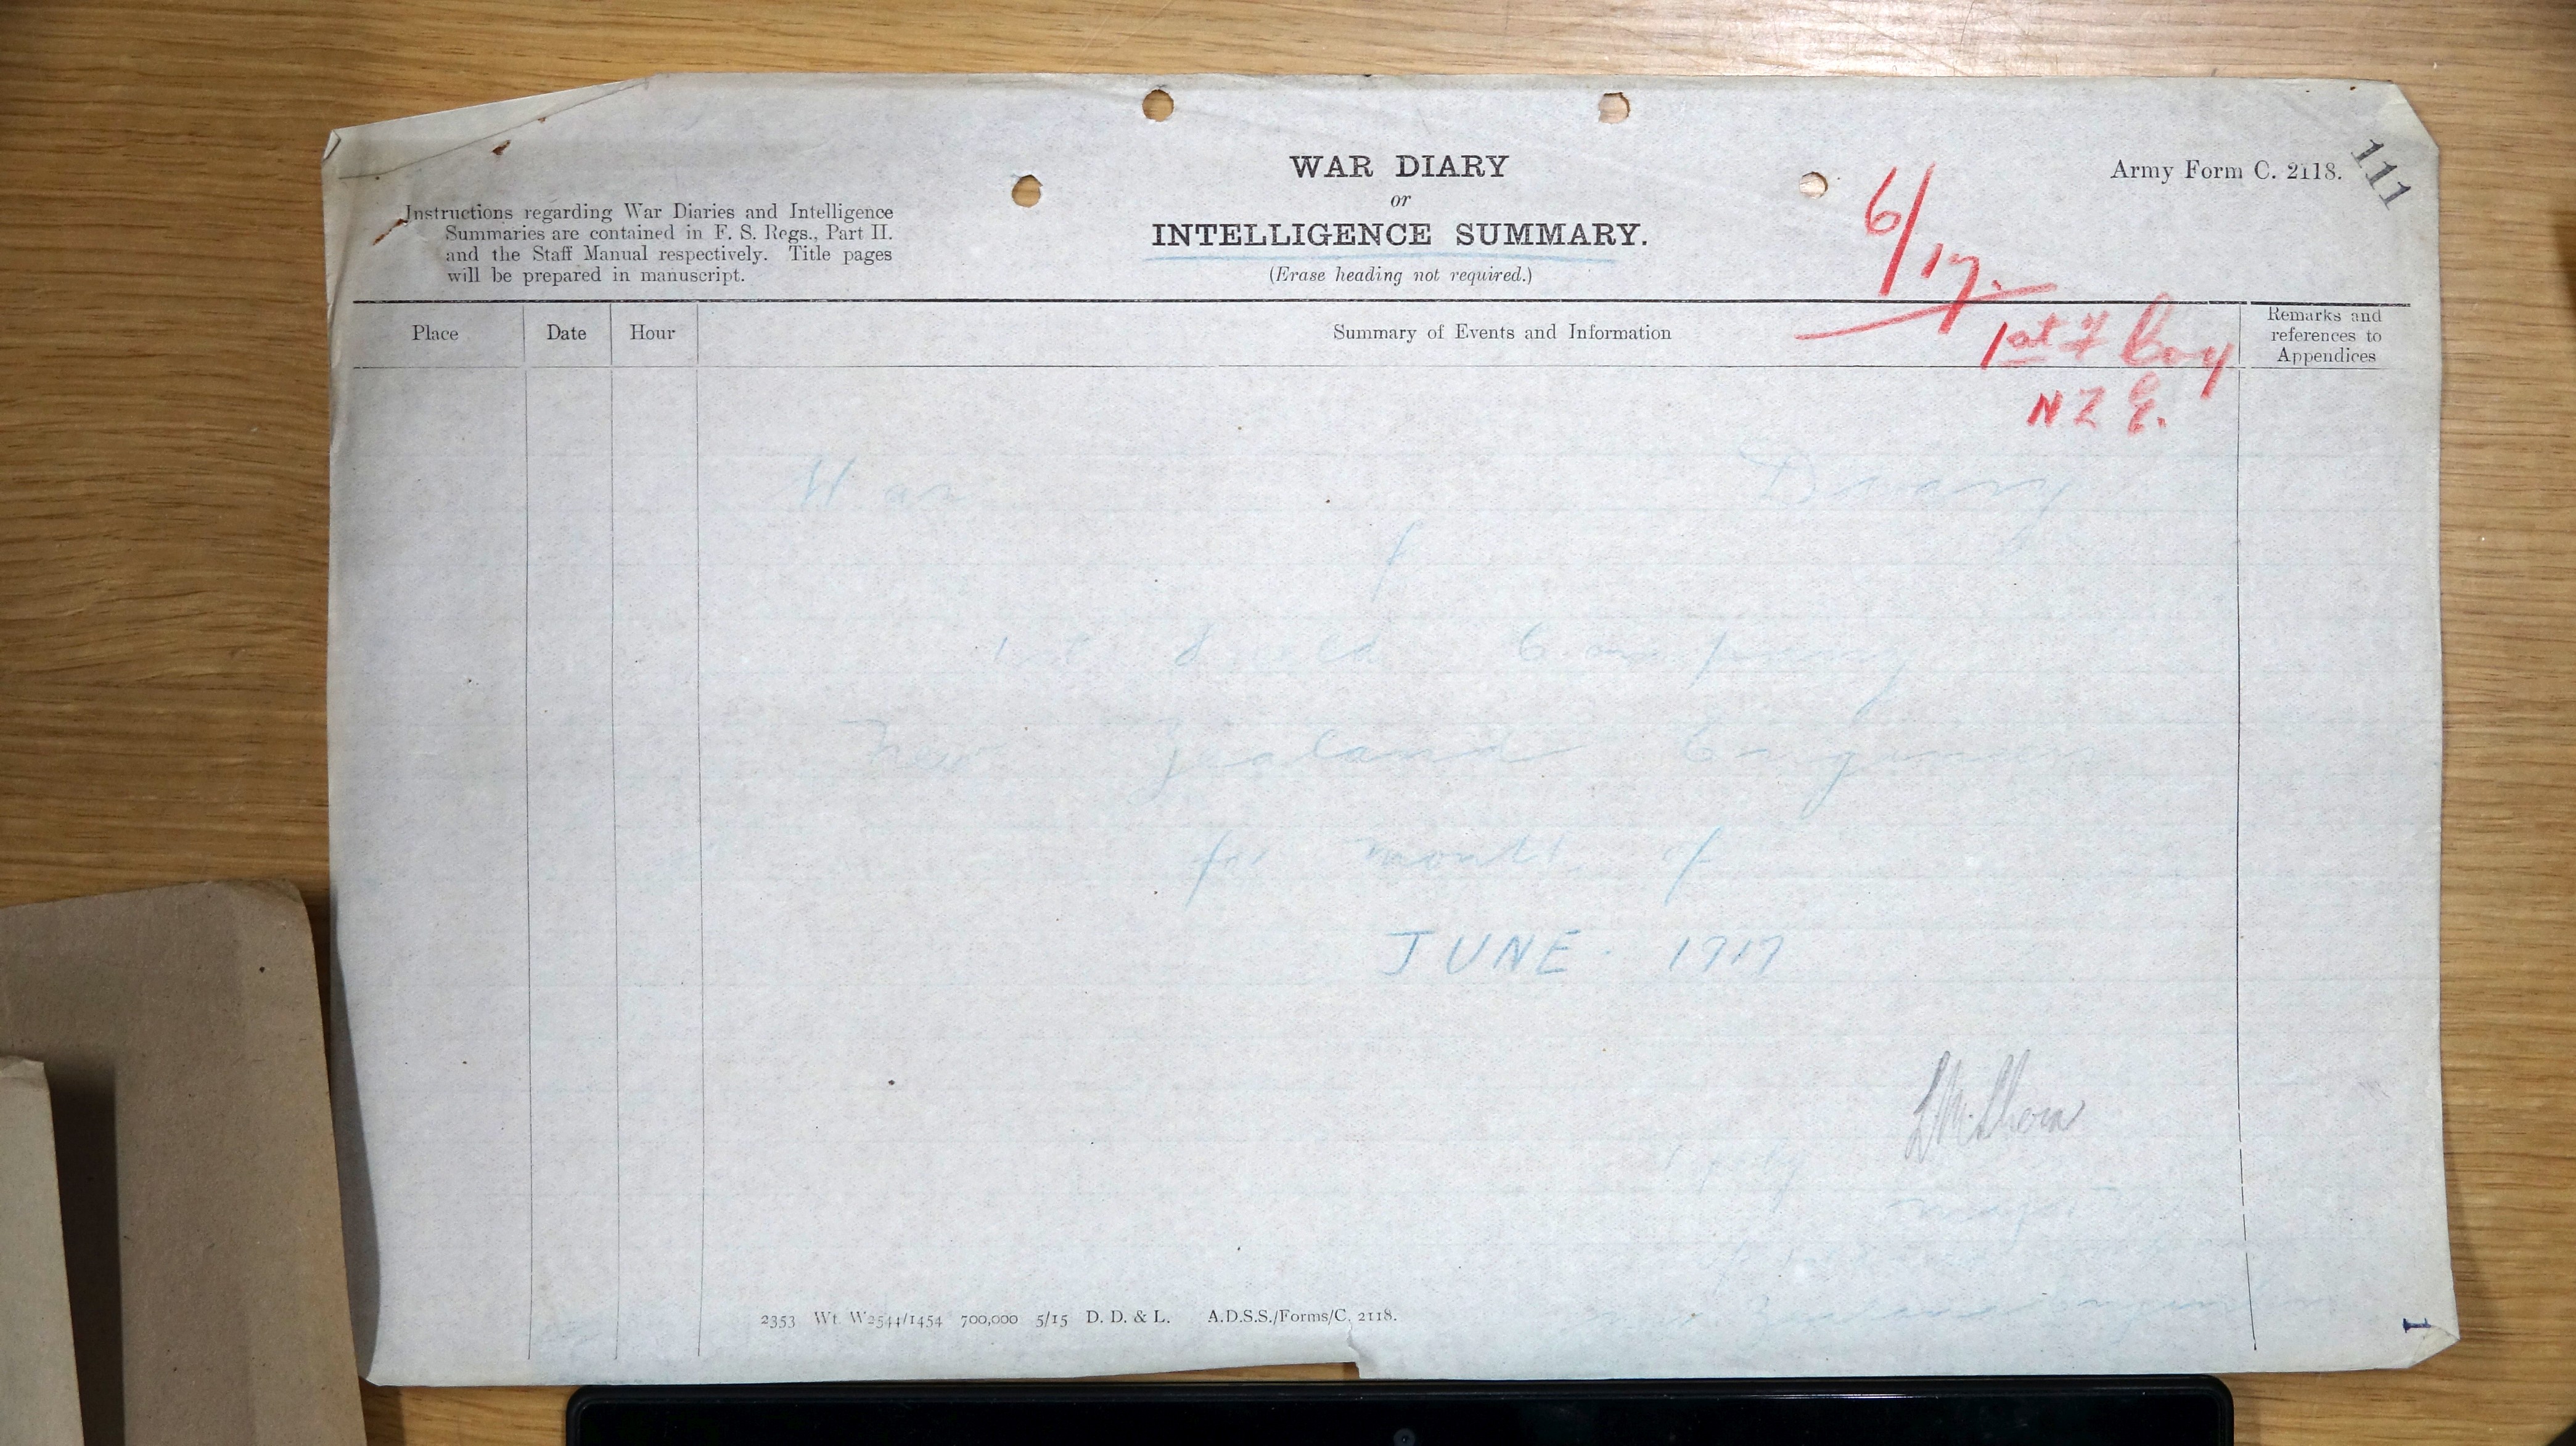 WAR DIARY
or
INTELLIGENCE SUMMARY.
(Erase heading not required.)
Army Form C. 2118.
111
Instructions regarding War Diaries and Intelligence
Summaries are contained in F. S. Regs., Part II.
and the Staff Manual respectively. Title pages
will be prepared in manuscript.
6/17.
1st F Coy
N Z E.
Place Date Hour Summary of Events and Information Remarks and
references to
Appendices
War Diary
of
1st Field Company
New Zealand Engineers
for month of
JUNE. 1917
2353 Wt. W2544/1454 700,000 5/15 D. D. & L. A.D.S.S./Forms/C. 2118.
1